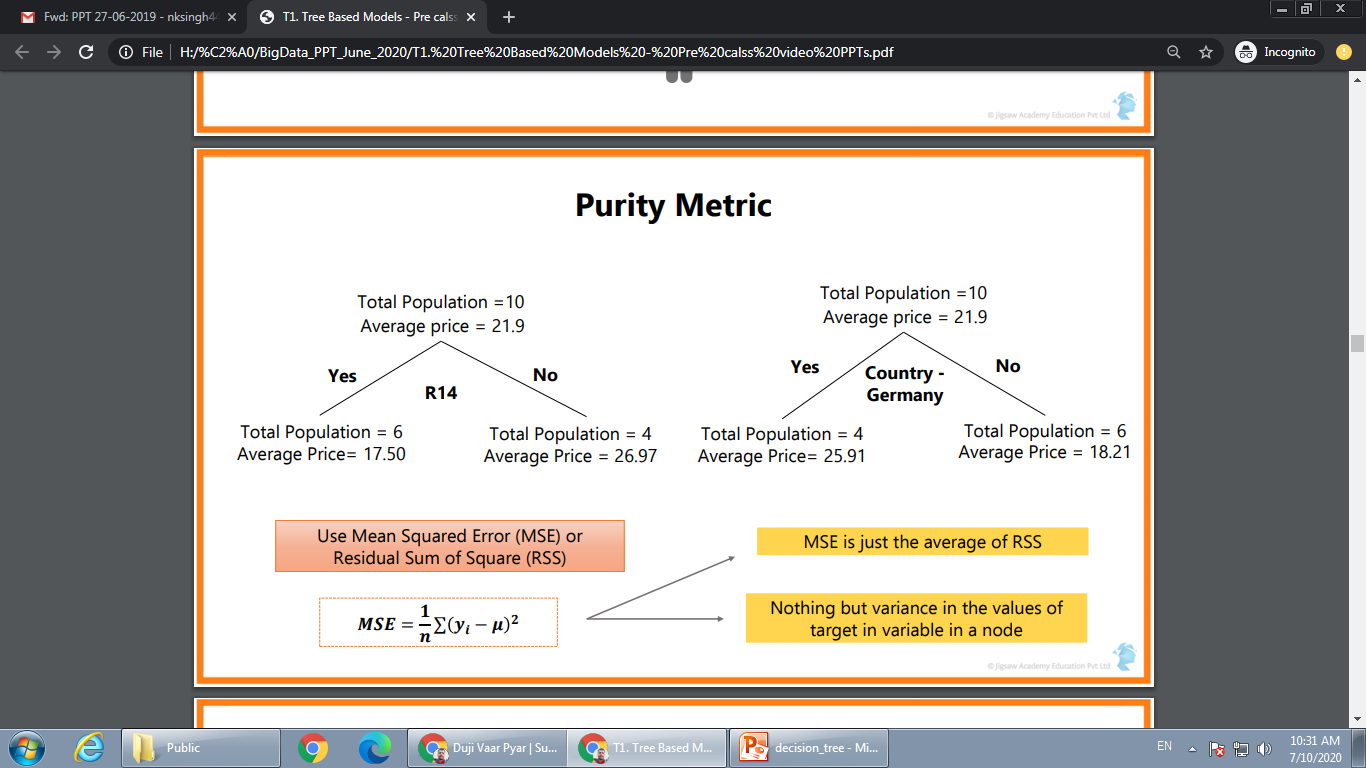 Fwd: PPT 27-06-2019 - nksingh44
T1. Tree Based Models - Pre calss
File
H:/%C2%A0/BigData_PPT_June_2020/T1.%20Tree%20Based%20Models%20-%20Pre%20calss%20video%20PPTs.pdf
Incognito
© Jigsaw Academy Education Pvt Ltd
Purity Metric
Total Population =10
Average price = 21.9
Yes
No
R14
Total Population = 6
Average Price= 17.50
Total Population = 4
Average Price = 26.97
Total Population =10
Average price = 21.9
Yes
No
Country -
Germany
Total Population = 4
Average Price= 25.91
Total Population = 6
Average Price = 18.21
Use Mean Squared Error (MSE) or
Residual Sum of Square (RSS)
MSE is just the average of RSS
MSE = 1/n ∑(yᵢ − μ)²
Nothing but variance in the values of
target in variable in a node
© Jigsaw Academy Education Pvt Ltd
Public
Duji Vaar Pyar | Su...
T1. Tree Based M...
decision_tree - Mi...
EN
10:31 AM
7/10/2020